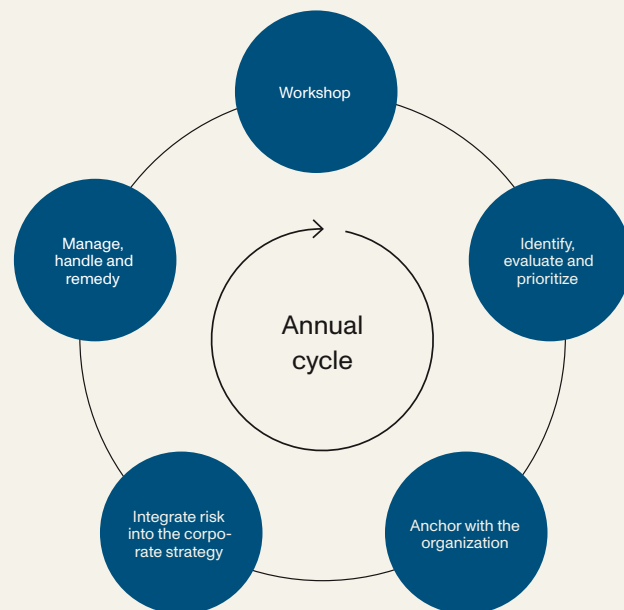 Workshop
Identify,
evaluate and
prioritize
Anchor with the
organization
Integrate risk
into the corpo-
rate strategy
Manage,
handle and
remedy
Annual
cycle